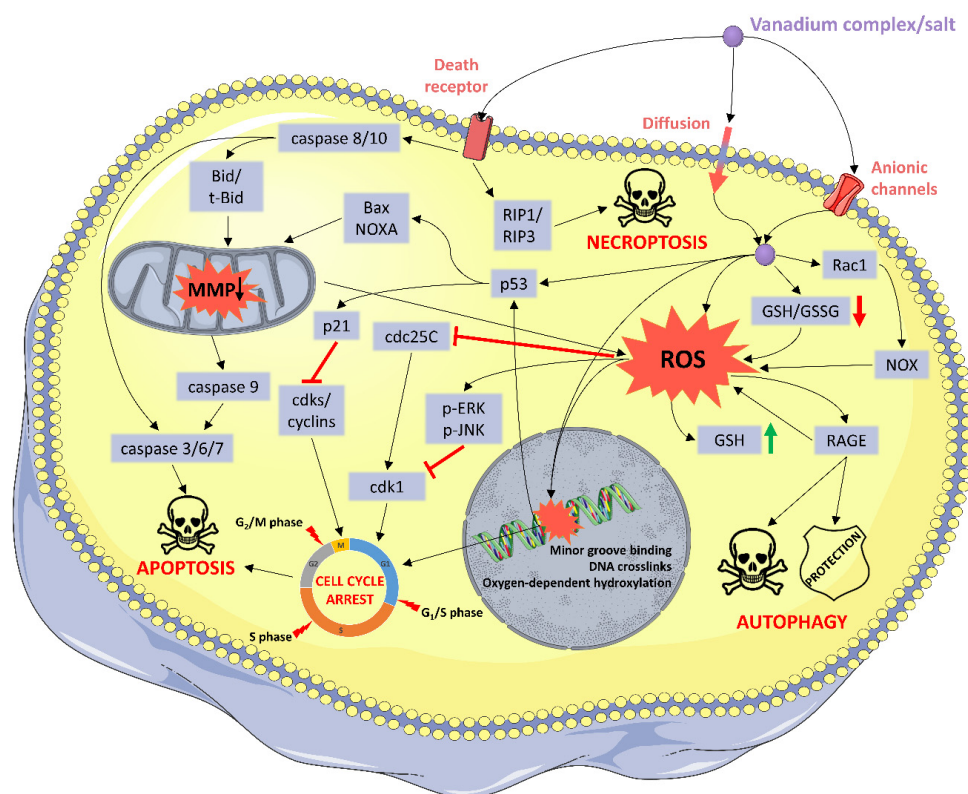 Vanadium complex/salt
Death
receptor
Diffusion
Anionic
channels
caspase 8/10
Bid/
t-Bid
Bax
NOXA
RIP1/
RIP3
NECROPTOSIS
MMP
p53
Rac1
GSH/GSSG
p21
cdc25C
ROS
NOX
caspase 9
cdks/
cyclins
p-ERK
p-JNK
GSH
RAGE
caspase 3/6/7
cdk1
Minor groove binding
DNA crosslinks
Oxygen-dependent hydroxylation
PROTECTION
G₂/M phase
M
G2
G1
S
CELL CYCLE
ARREST
APOPTOSIS
G₁/S phase
S phase
AUTOPHAGY